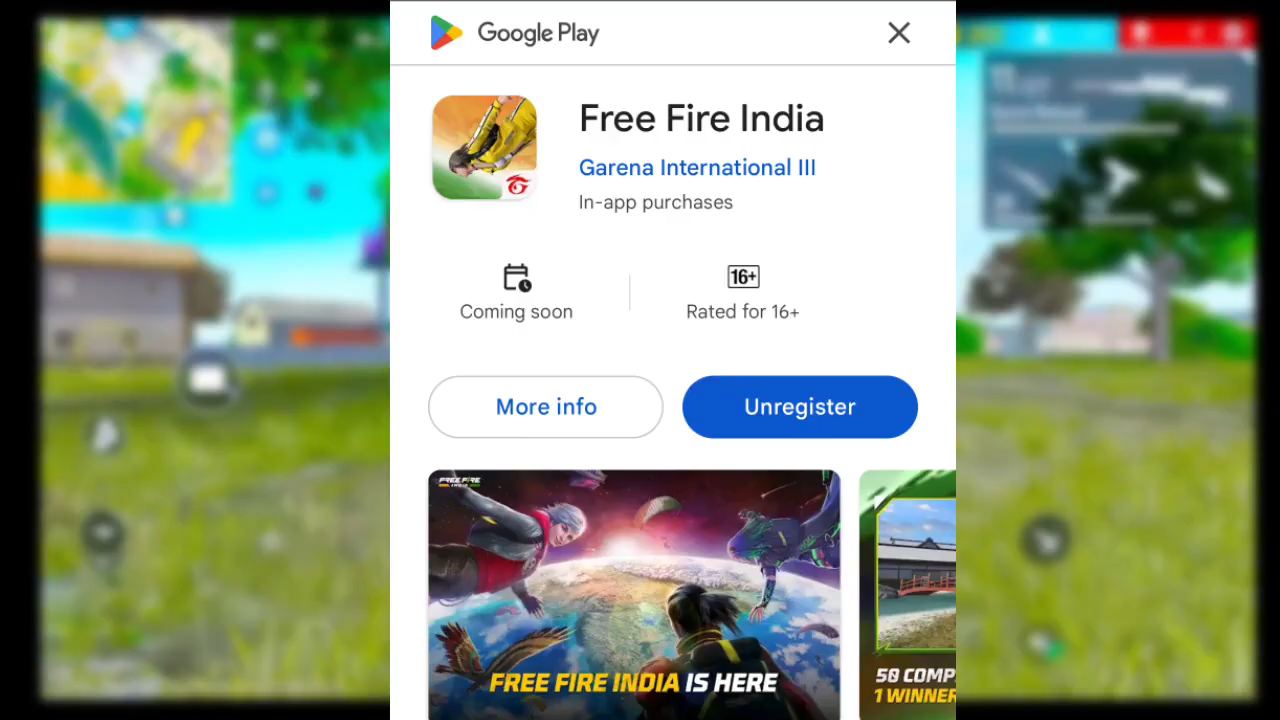 Google Play
Free Fire India
Garena International III
In-app purchases
16+
Coming soon
Rated for 16+
More info
Unregister
FREE FIRE
INDIA
FREE FIRE INDIA IS HERE
50 COMP
1 WINNER